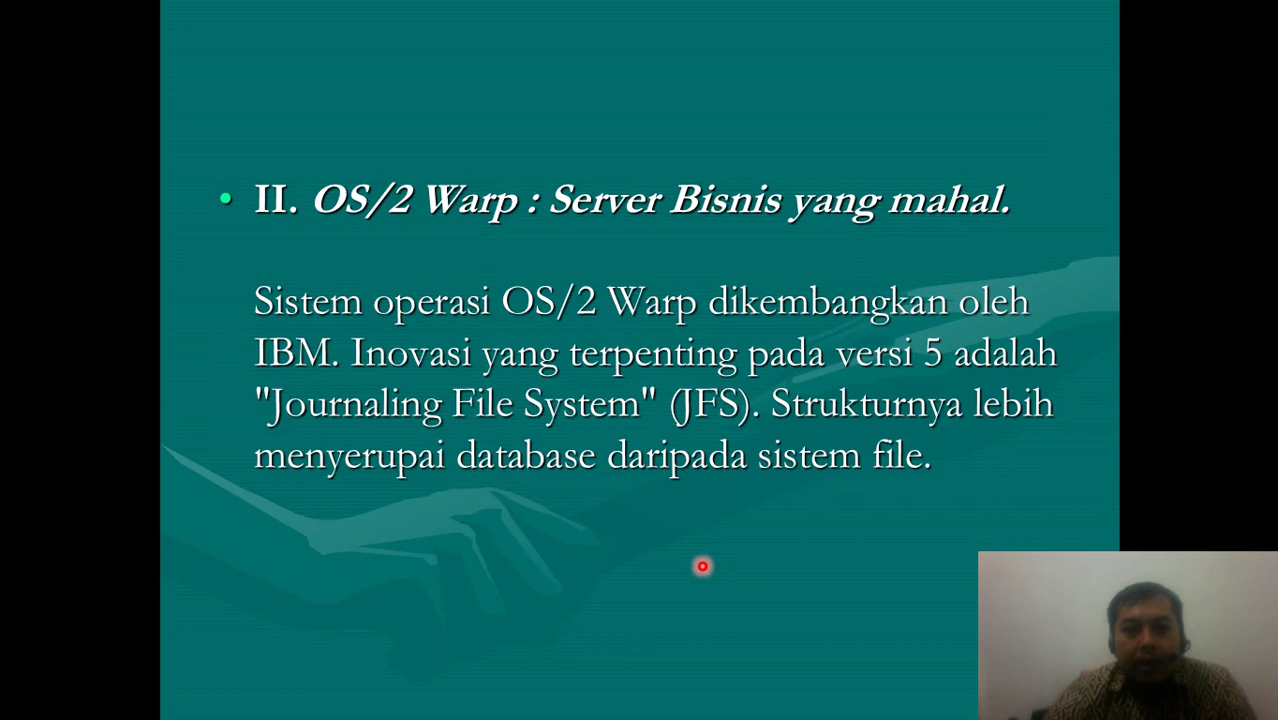 • II. OS/2 Warp : Server Bisnis yang mahal.
Sistem operasi OS/2 Warp dikembangkan oleh
IBM. Inovasi yang terpenting pada versi 5 adalah
"Journaling File System" (JFS). Strukturnya lebih
menyerupai database daripada sistem file.